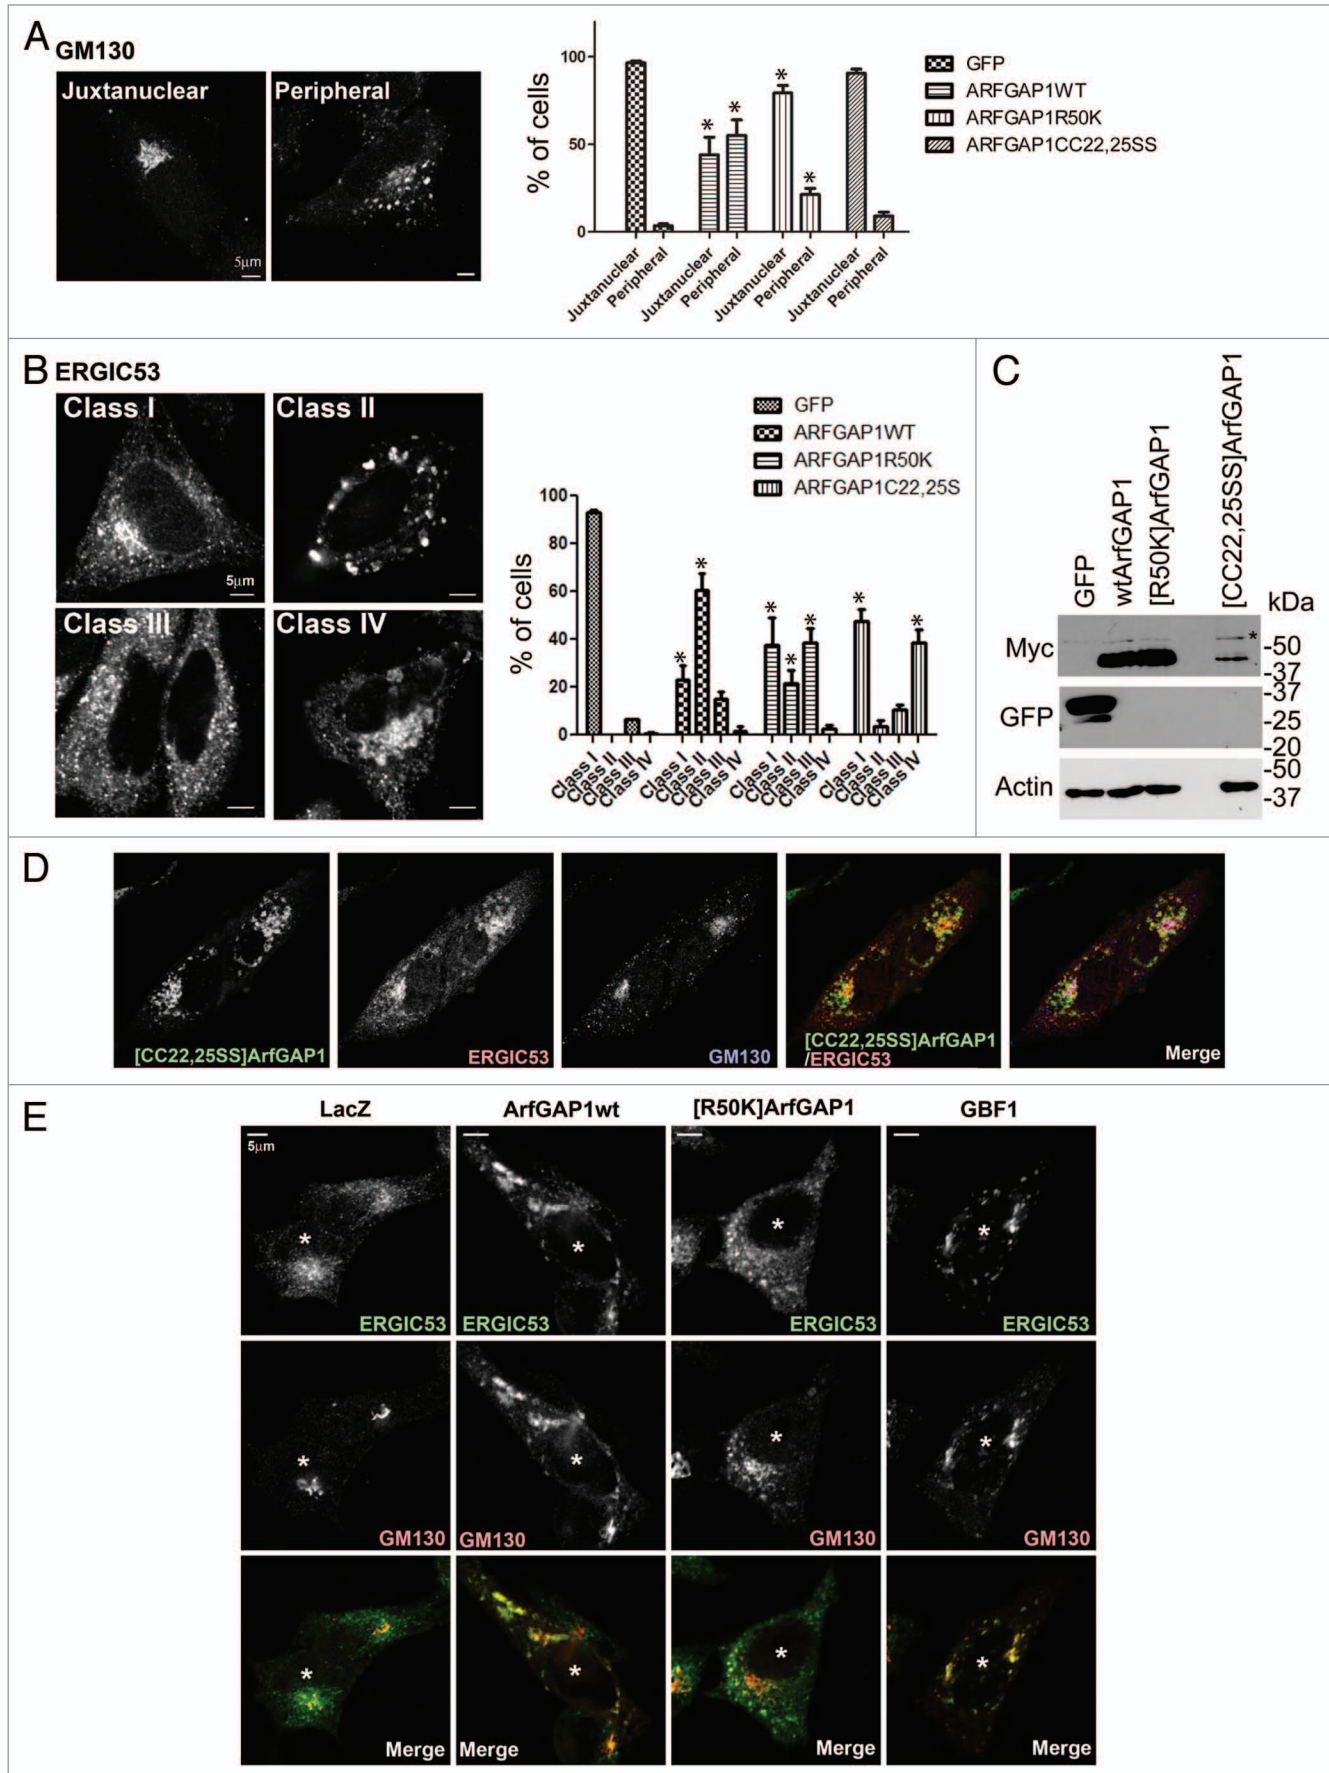 A
GM130
Juxtanuclear
Peripheral
5μm
% of cells
100
50
0
Juxtanuclear
Peripheral
Juxtanuclear
Peripheral
Juxtanuclear
Peripheral
Juxtanuclear
Peripheral
*
*
*
*
GFP
ARFGAP1WT
ARFGAP1R50K
ARFGAP1CC22,25SS
B
ERGIC53
Class I
Class II
5μm
Class III
Class IV
GFP
ARFGAP1WT
ARFGAP1R50K
ARFGAP1C22,25S
% of cells
100
80
60
40
20
0
*
*
*
*
*
*
*
Class I
Class II
Class III
Class IV
Class I
Class II
Class III
Class IV
Class I
Class II
Class III
Class IV
Class I
Class II
Class III
Class IV
C
GFP
wtArfGAP1
[R50K]ArfGAP1
[CC22,25SS]ArfGAP1
kDa
Myc
*
-50
-37
GFP
-37
-25
-20
Actin
-50
-37
D
[CC22,25SS]ArfGAP1
ERGIC53
GM130
[CC22,25SS]ArfGAP1
/ERGIC53
Merge
E
LacZ
ArfGAP1wt
[R50K]ArfGAP1
GBF1
5μm
*
*
*
*
ERGIC53
ERGIC53
ERGIC53
ERGIC53
*
*
*
*
GM130
GM130
GM130
GM130
*
*
*
*
Merge
Merge
Merge
Merge